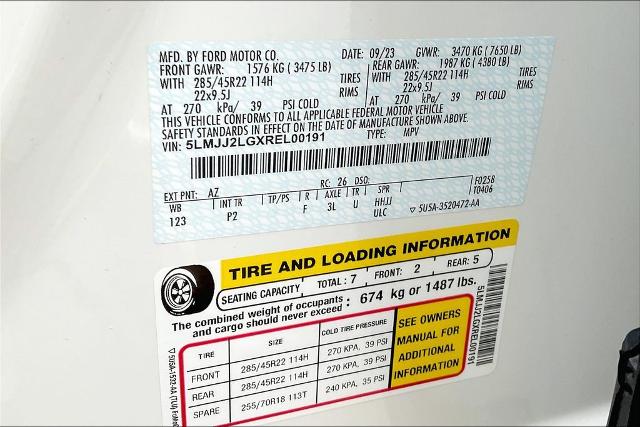 MFD. BY FORD MOTOR CO. DATE: 09/23 GVWR: 3470 KG (7650 LB)
FRONT GAWR: 1576 KG (3475 LB) REAR GAWR: 1987 KG (4380 LB)
WITH 285/45R22 114H TIRES WITH 285/45R22 114H TIRES
22x9.5J RIMS 22x9.5J RIMS
AT 270 kPa/ 39 PSI COLD AT 270 kPa/ 39 PSI COLD
THIS VEHICLE CONFORMS TO ALL APPLICABLE FEDERAL MOTOR VEHICLE
SAFETY STANDARDS IN EFFECT ON THE DATE OF MANUFACTURE SHOWN ABOVE.
VIN: 5LMJJ2LGXREL00191 TYPE: MPV
EXT PNT: AZ RC: 26 DSO: F0258
WB INT TR TP/PS R AXLE TR SPR T0406
123 P2 F 3L U HHJJ
ULC ▽ 5U5A-3520472-AA
TIRE AND LOADING INFORMATION
SEATING CAPACITY TOTAL: 7 FRONT: 2 REAR: 5
The combined weight of occupants
and cargo should never exceed : 674 kg or 1487 lbs.
TIRE SIZE COLD TIRE PRESSURE
FRONT 285/45R22 114H 270 KPA, 39 PSI
REAR 285/45R22 114H 270 KPA, 39 PSI
SPARE 255/70R18 113T 240 KPA, 35 PSI
SEE OWNERS
MANUAL FOR
ADDITIONAL
INFORMATION
5LMJJ2LGXREL00191
▽ 5U5A-1532-AA